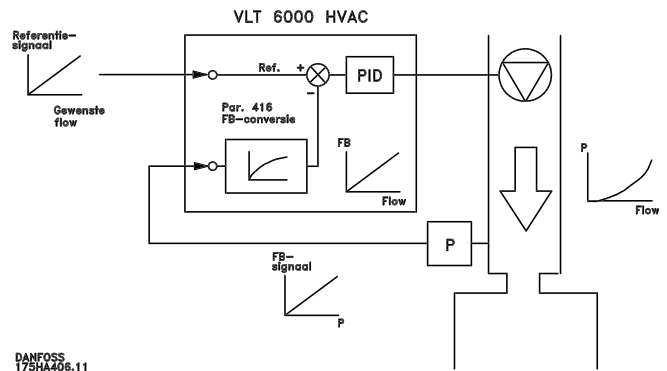 VLT 6000 HVAC
Referentie-
signaal
Gewenste
flow
Ref.
+
-
PID
Par. 416
FB-conversie
FB
Flow
P
Flow
P
FB-
signaal
P
DANFOSS
175HA406.11